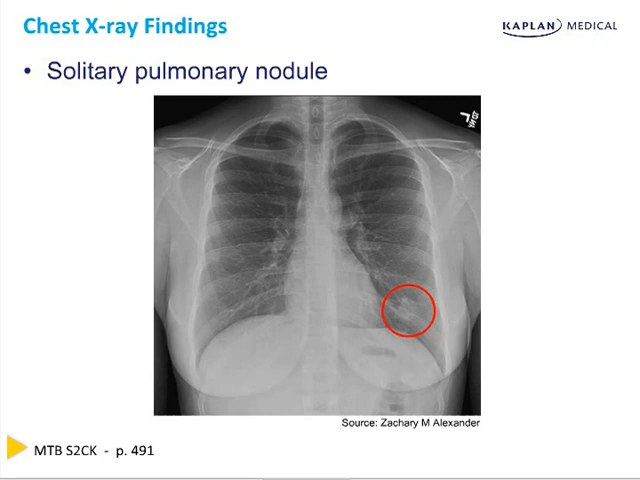 Chest X-ray Findings
KAPLAN MEDICAL
• Solitary pulmonary nodule
L
Source: Zachary M Alexander
MTB S2CK - p. 491